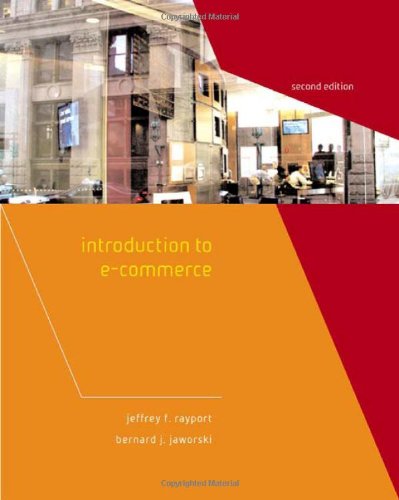 Copyrighted Material
second edition
introduction to
e-commerce
jeffrey f. rayport
bernard j. jaworski
Copyrighted Material